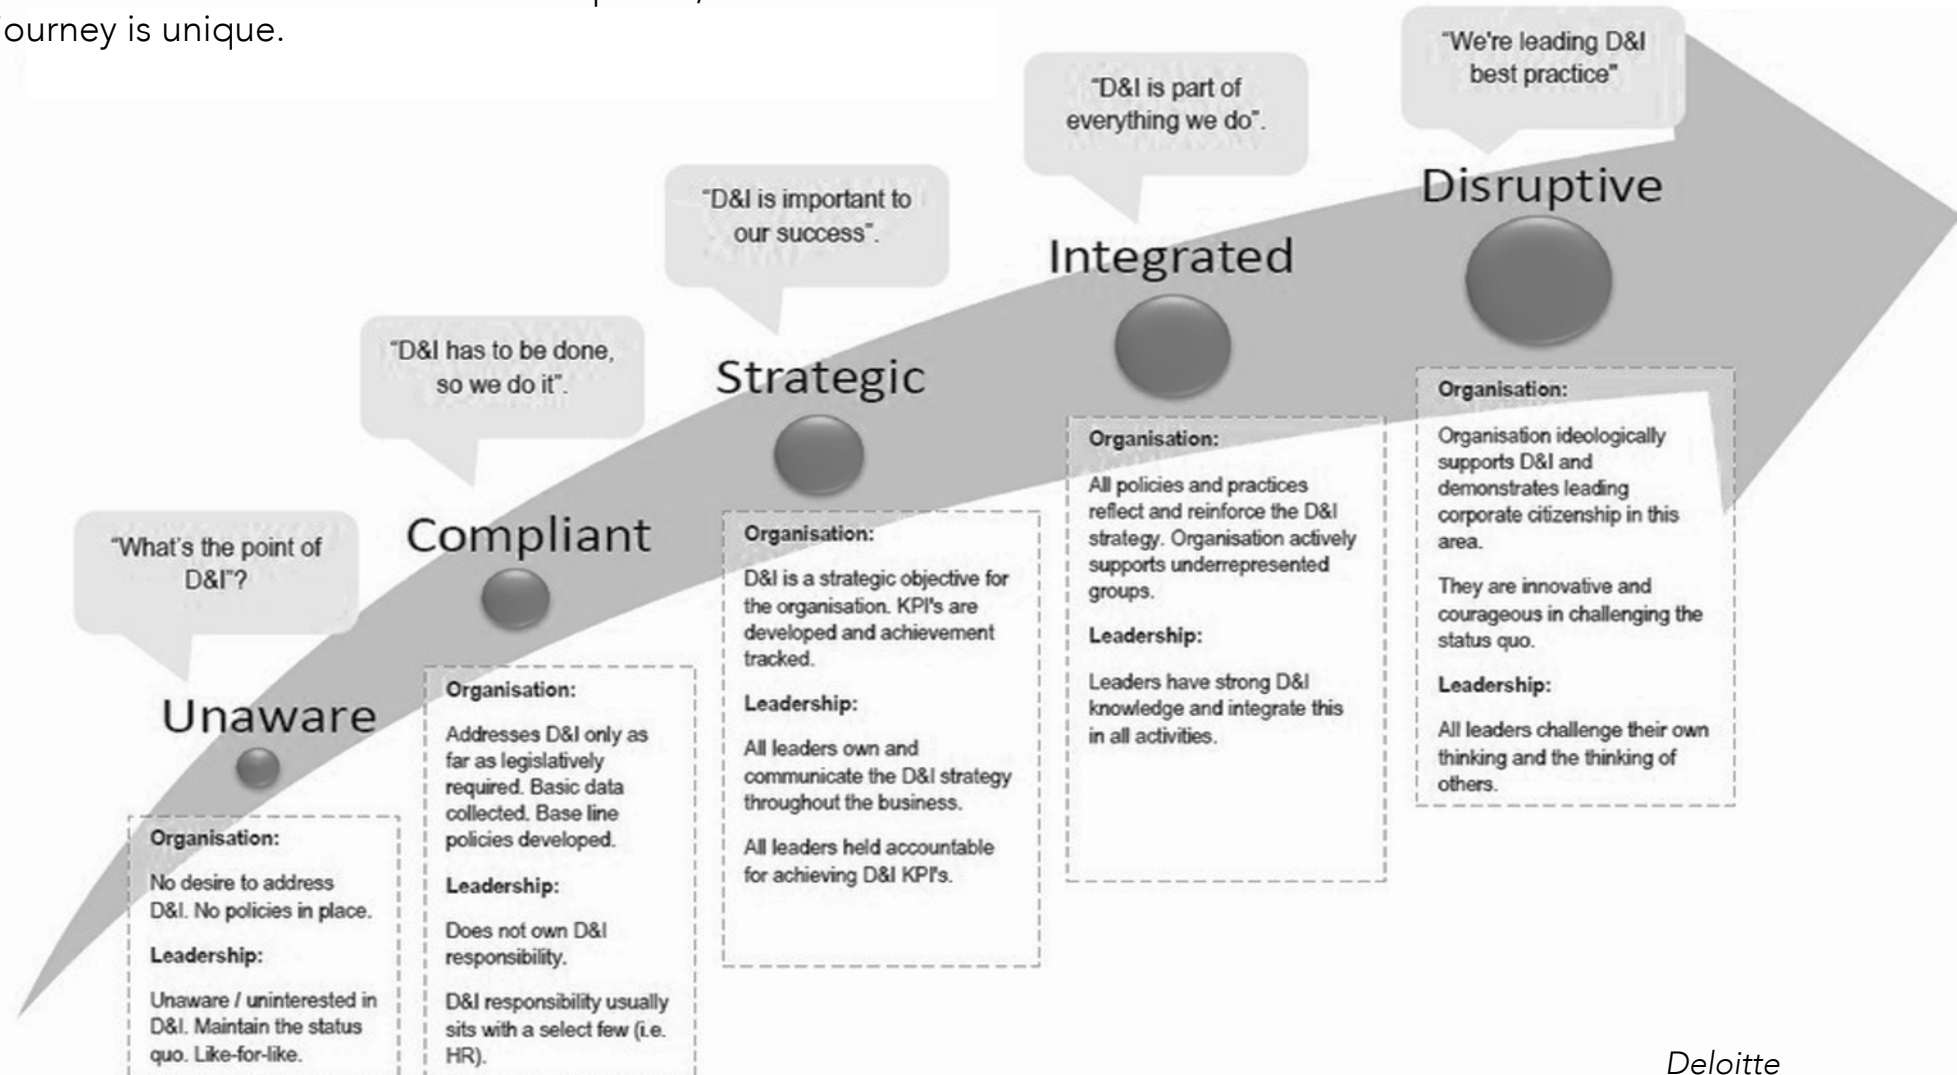 ourney is unique.
"We're leading D&I
best practice"
"D&I is part of
everything we do".
Disruptive
"D&I is important to
our success".
Integrated
"D&I has to be done,
so we do it".
Strategic
"What's the point of
D&I"?
Compliant
Unaware
Organisation:
No desire to address
D&I. No policies in place.
Leadership:
Unaware / uninterested in
D&I. Maintain the status
quo. Like-for-like.
Organisation:
Addresses D&I only as
far as legislatively
required. Basic data
collected. Base line
policies developed.
Leadership:
Does not own D&I
responsibility.
D&I responsibility usually
sits with a select few (i.e.
HR).
Organisation:
D&I is a strategic objective for
the organisation. KPI's are
developed and achievement
tracked.
Leadership:
All leaders own and
communicate the D&I strategy
throughout the business.
All leaders held accountable
for achieving D&I KPI's.
Organisation:
All policies and practices
reflect and reinforce the D&I
strategy. Organisation actively
supports underrepresented
groups.
Leadership:
Leaders have strong D&I
knowledge and integrate this
in all activities.
Organisation:
Organisation ideologically
supports D&I and
demonstrates leading
corporate citizenship in this
area.
They are innovative and
courageous in challenging the
status quo.
Leadership:
All leaders challenge their own
thinking and the thinking of
others.
Deloitte